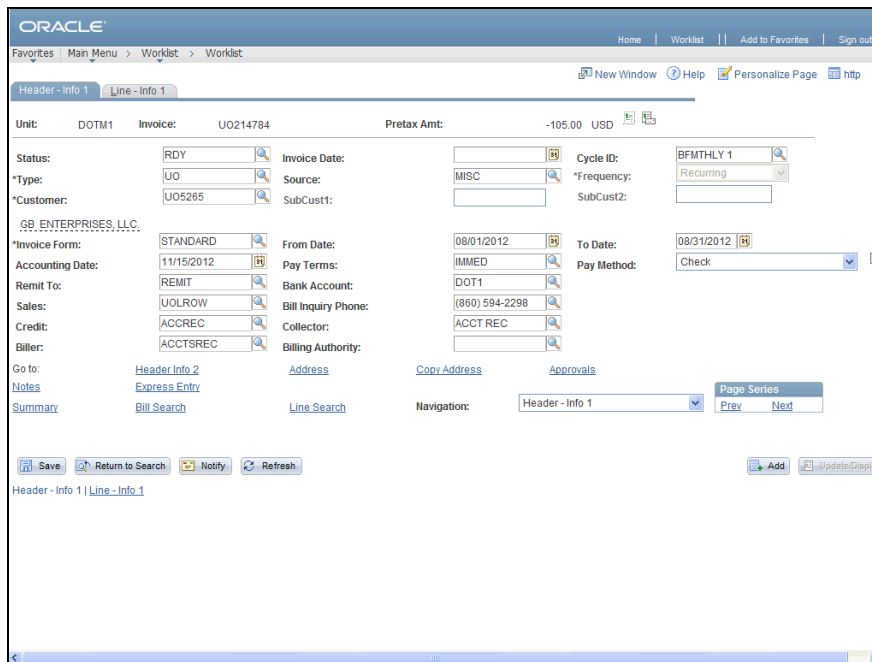 ORACLE
Home | Worklist || Add to Favorites | Sign out
Favorites Main Menu > Worklist > Worklist
New Window Help Personalize Page http
Header - Info 1 Line - Info 1
Unit: DOTM1 Invoice: UO214784 Pretax Amt: -105.00 USD
Status: RDY Invoice Date: Cycle ID: BFMTHLY 1
*Type: UO Source: MISC *Frequency: Recurring
*Customer: UO5265 SubCust1: SubCust2:
GB ENTERPRISES, LLC.
*Invoice Form: STANDARD From Date: 08/01/2012 To Date: 08/31/2012
Accounting Date: 11/15/2012 Pay Terms: IMMED Pay Method: Check
Remit To: REMIT Bank Account: DOT1
Sales: UOLROW Bill Inquiry Phone: (860) 594-2298
Credit: ACCREC Collector: ACCT REC
Biller: ACCTSREC Billing Authority:
Go to: Header Info 2 Address Copy Address Approvals
Notes Express Entry Page Series
Summary Bill Search Line Search Navigation: Header - Info 1 Prev Next
Save Return to Search Notify Refresh Add Update/Displ
Header - Info 1 | Line - Info 1